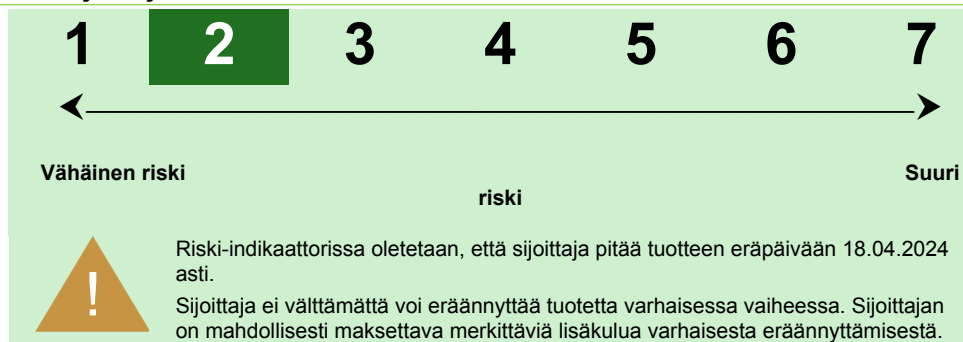 1 2 3 4 5 6 7
Vähäinen riski Suuri
riski
! Riski-indikaattorissa oletetaan, että sijoittaja pitää tuotteen eräpäivään 18.04.2024
asti.
Sijoittaja ei välttämättä voi eräännyttää tuotetta varhaisessa vaiheessa. Sijoittajan
on mahdollisesti maksettava merkittäviä lisäkulua varhaisesta eräännyttämisestä.